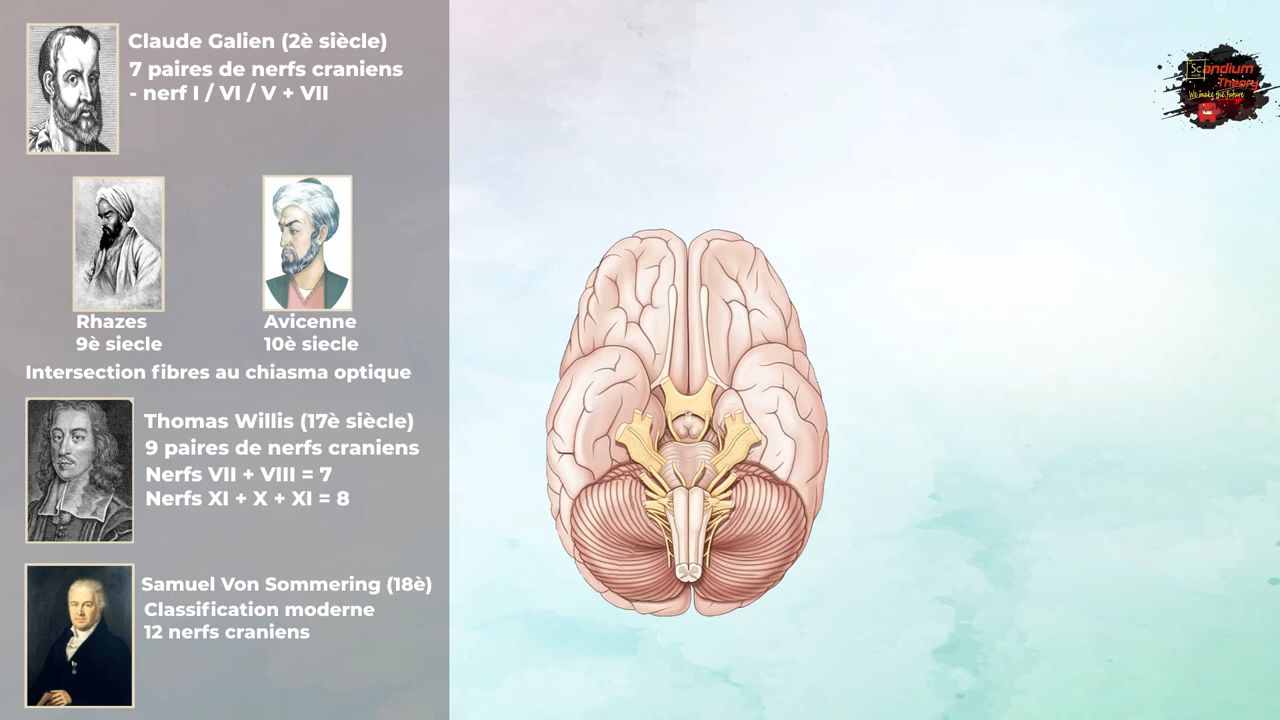 Claude Galien (2è siècle)
7 paires de nerfs craniens
- nerf I / VI / V + VII
Rhazes
9è siecle
Avicenne
10è siecle
Intersection fibres au chiasma optique
Thomas Willis (17è siècle)
9 paires de nerfs craniens
Nerfs VII + VIII = 7
Nerfs XI + X + XI = 8
Samuel Von Sommering (18è)
Classification moderne
12 nerfs craniens
Scandium
Theory
We make the future